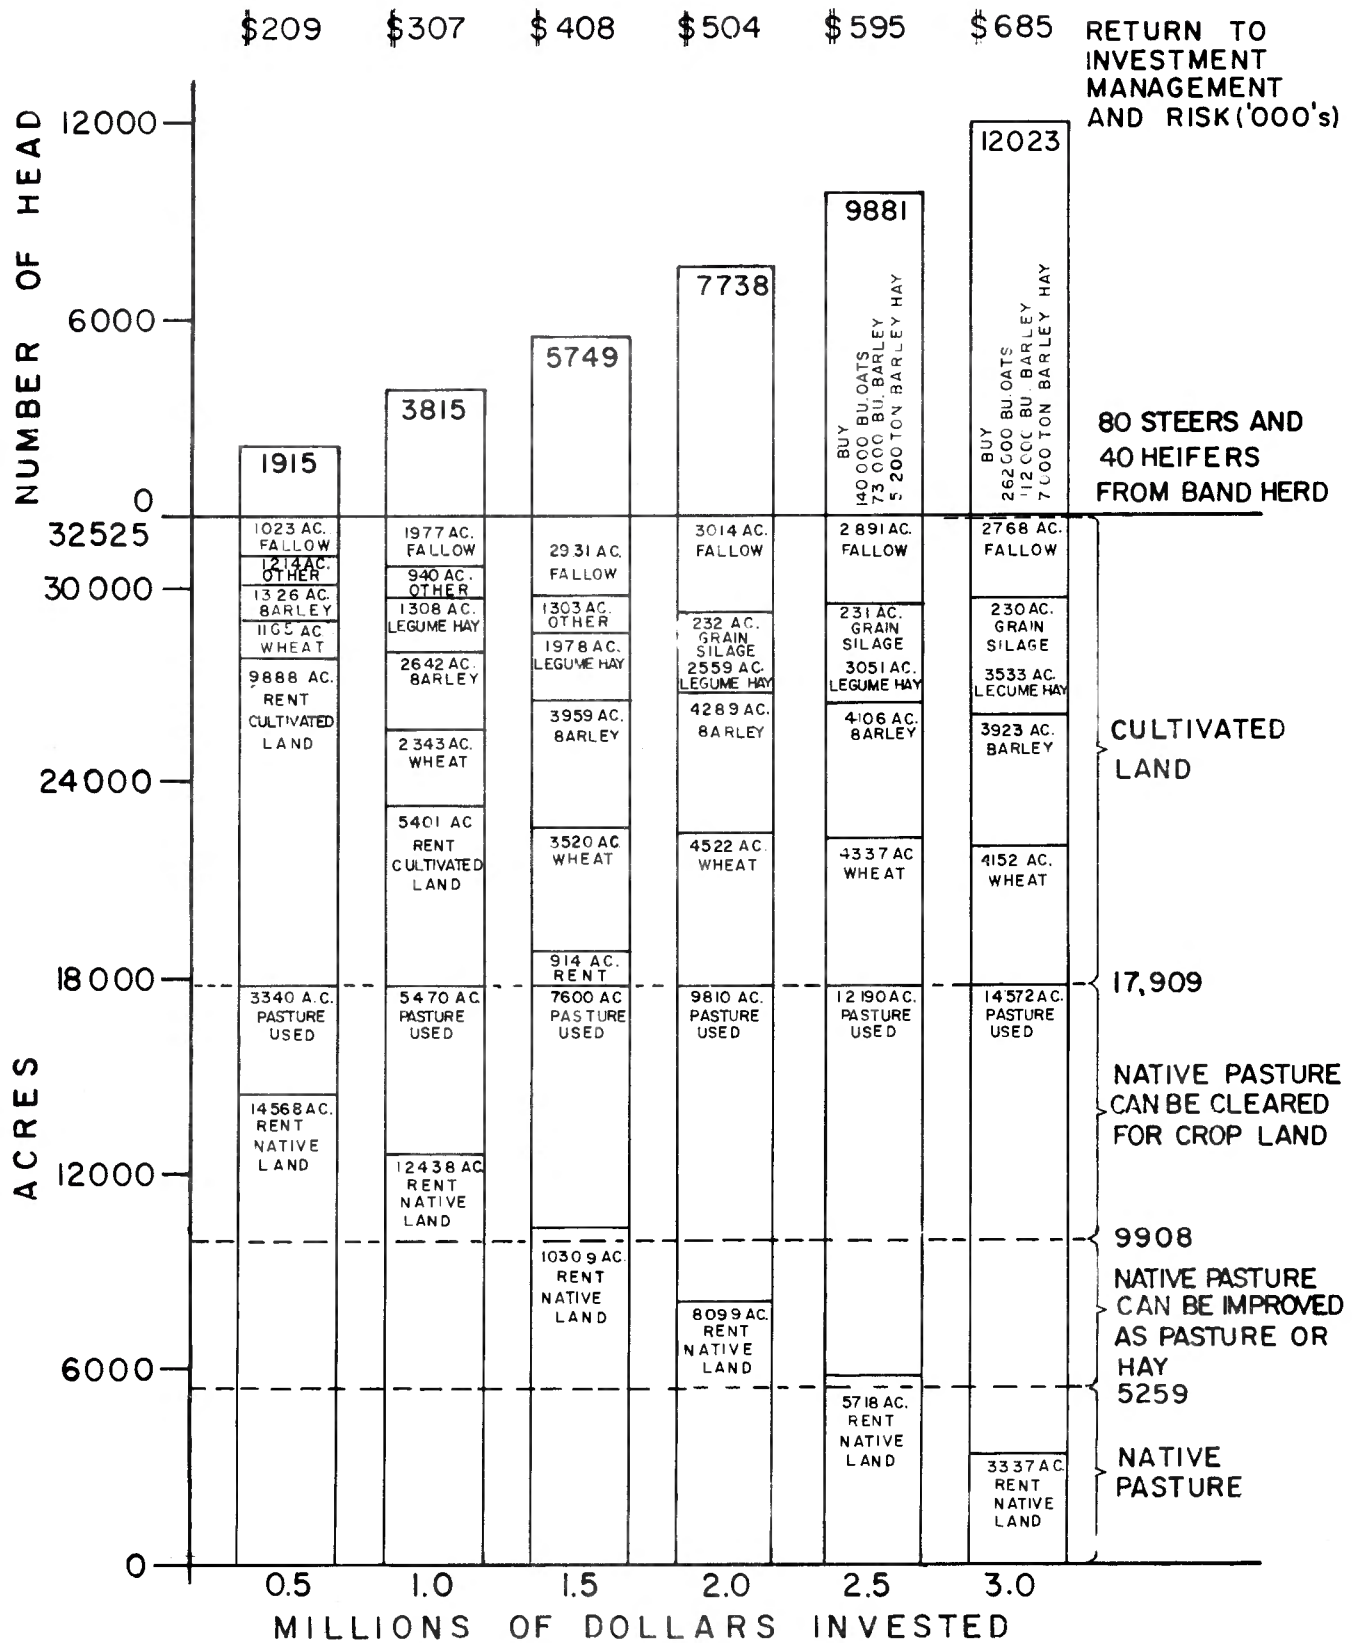 $209 $307 $408 $504 $595 $685
RETURN TO
INVESTMENT
MANAGEMENT
AND RISK('000's)
NUMBER OF HEAD
12000
6000
0
1915
3815
5749
7738
9881
BUY
140 000 BU. OATS
73 000 BU. BARLEY
5 200 TON BARLEY HAY
12023
BUY
262000 BU. OATS
112000 BU. BARLEY
7000 TON BARLEY HAY
80 STEERS AND
40 HEIFERS
FROM BAND HERD
ACRES
32525
30 000
24 000
18 000
12000
6000
0
1023 AC.
FALLOW
1214 AC.
OTHER
1326 AC.
BARLEY
1165 AC
WHEAT
9888 AC.
RENT
CULTIVATED
LAND
3340 A.C.
PASTURE
USED
14568 AC.
RENT
NATIVE
LAND
1977 AC.
FALLOW
940 AC.
OTHER
1308 AC.
LEGUME HAY
2642 AC.
BARLEY
2343 AC.
WHEAT
5401 AC
RENT
CULTIVATED
LAND
5470 AC.
PASTURE
USED
12438 AC.
RENT
NATIVE
LAND
2931 AC.
FALLOW
1303 AC.
OTHER
1978 AC.
LEGUME HAY
3959 AC.
BARLEY
3520 AC.
WHEAT
914 AC.
RENT
7600 AC
PASTURE
USED
10309 AC.
RENT
NATIVE
LAND
3014 AC.
FALLOW
232 AC.
GRAIN
SILAGE
2559 AC.
LEGUME HAY
4289 AC.
BARLEY
4522 AC.
WHEAT
9810 AC.
PASTURE
USED
8099 AC.
RENT
NATIVE
LAND
2891 AC.
FALLOW
231 AC.
GRAIN
SILAGE
3051 AC.
LEGUME HAY
4106 AC.
BARLEY
4337 AC
WHEAT
12190 AC.
PASTURE
USED
5718 AC.
RENT
NATIVE
LAND
2768 AC.
FALLOW
230 AC.
GRAIN
SILAGE
3533 AC.
LEGUME HAY
3923 AC.
BARLEY
4152 AC.
WHEAT
14572 AC.
PASTURE
USED
3337 AC.
RENT
NATIVE
LAND
CULTIVATED
LAND
17,909
NATIVE PASTURE
CAN BE CLEARED
FOR CROP LAND
9908
NATIVE PASTURE
CAN BE IMPROVED
AS PASTURE OR
HAY
5259
NATIVE
PASTURE
0.5 1.0 1.5 2.0 2.5 3.0
MILLIONS OF DOLLARS INVESTED